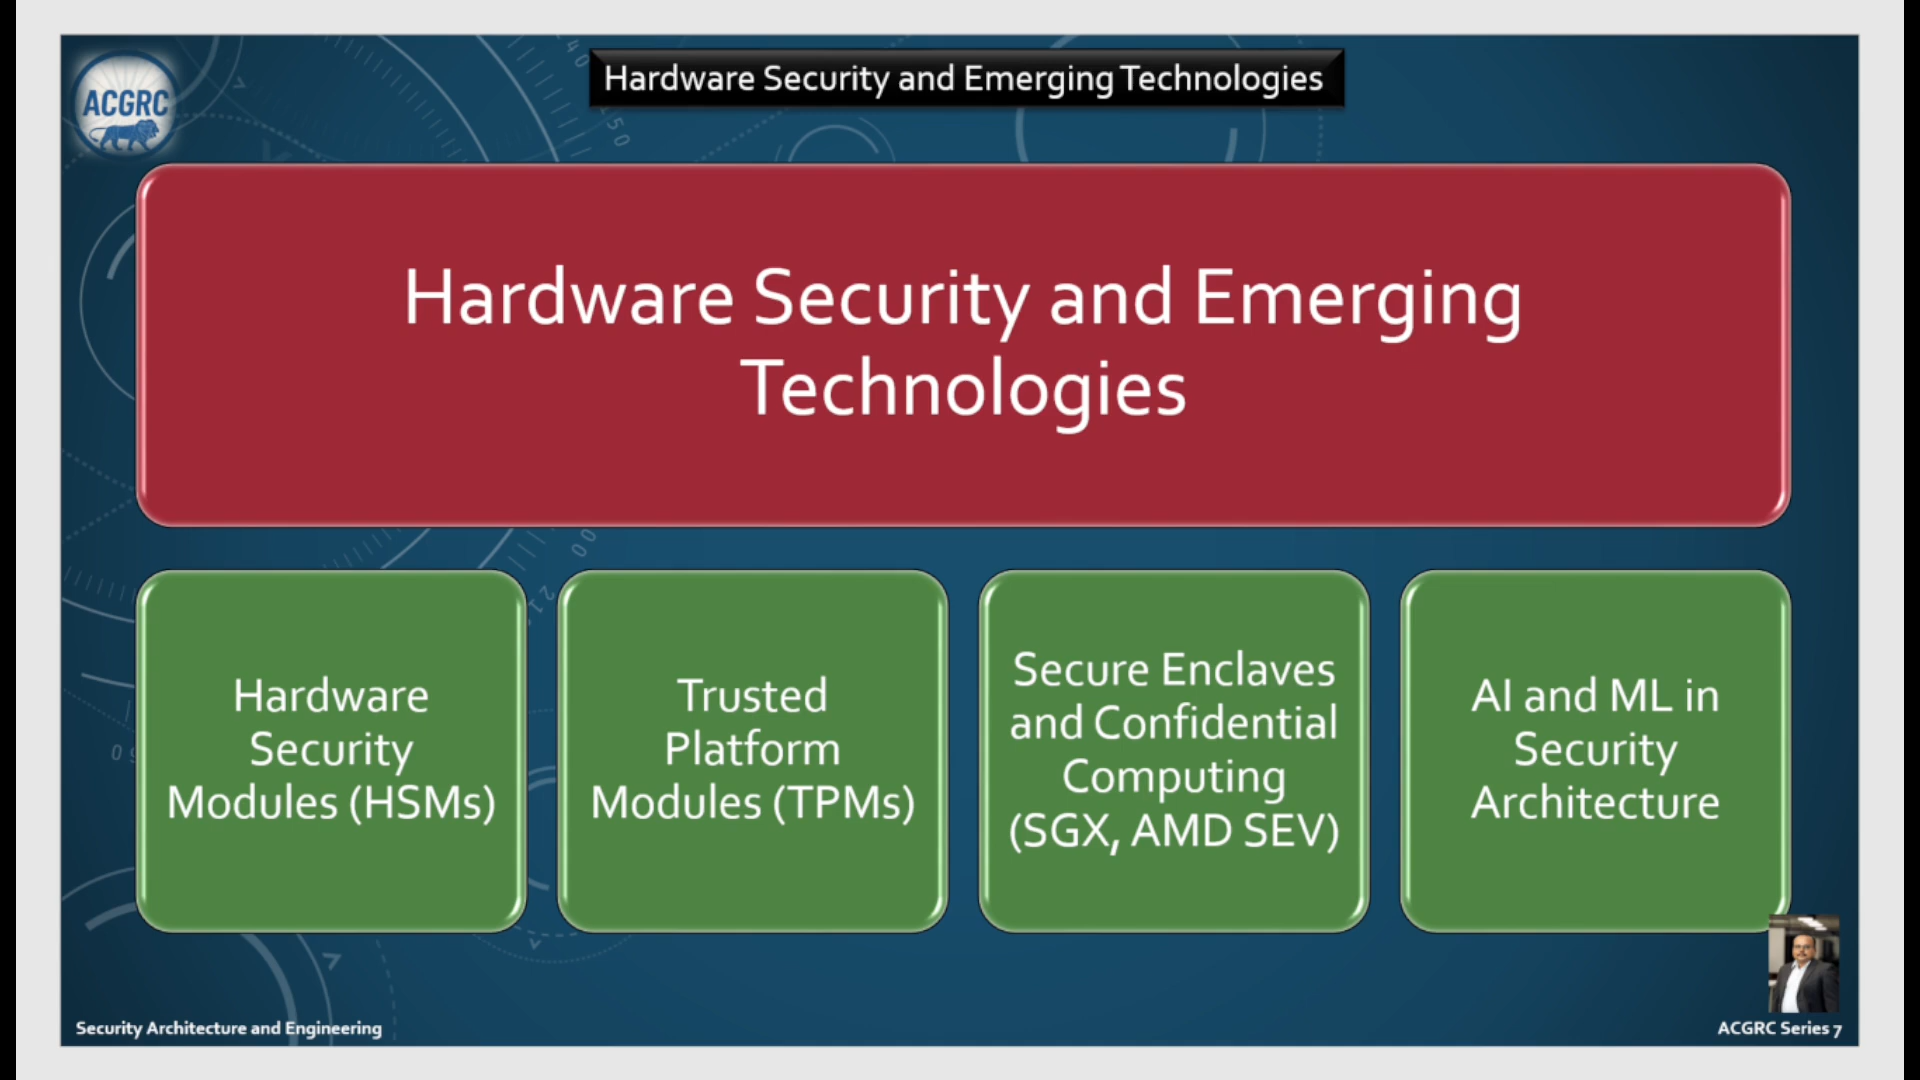 ACGRC
Hardware Security and Emerging Technologies
Hardware Security and Emerging
Technologies
Hardware
Security
Modules (HSMs)
Trusted
Platform
Modules (TPMs)
Secure Enclaves
and Confidential
Computing
(SGX, AMD SEV)
AI and ML in
Security
Architecture
Security Architecture and Engineering
ACGRC Series 7